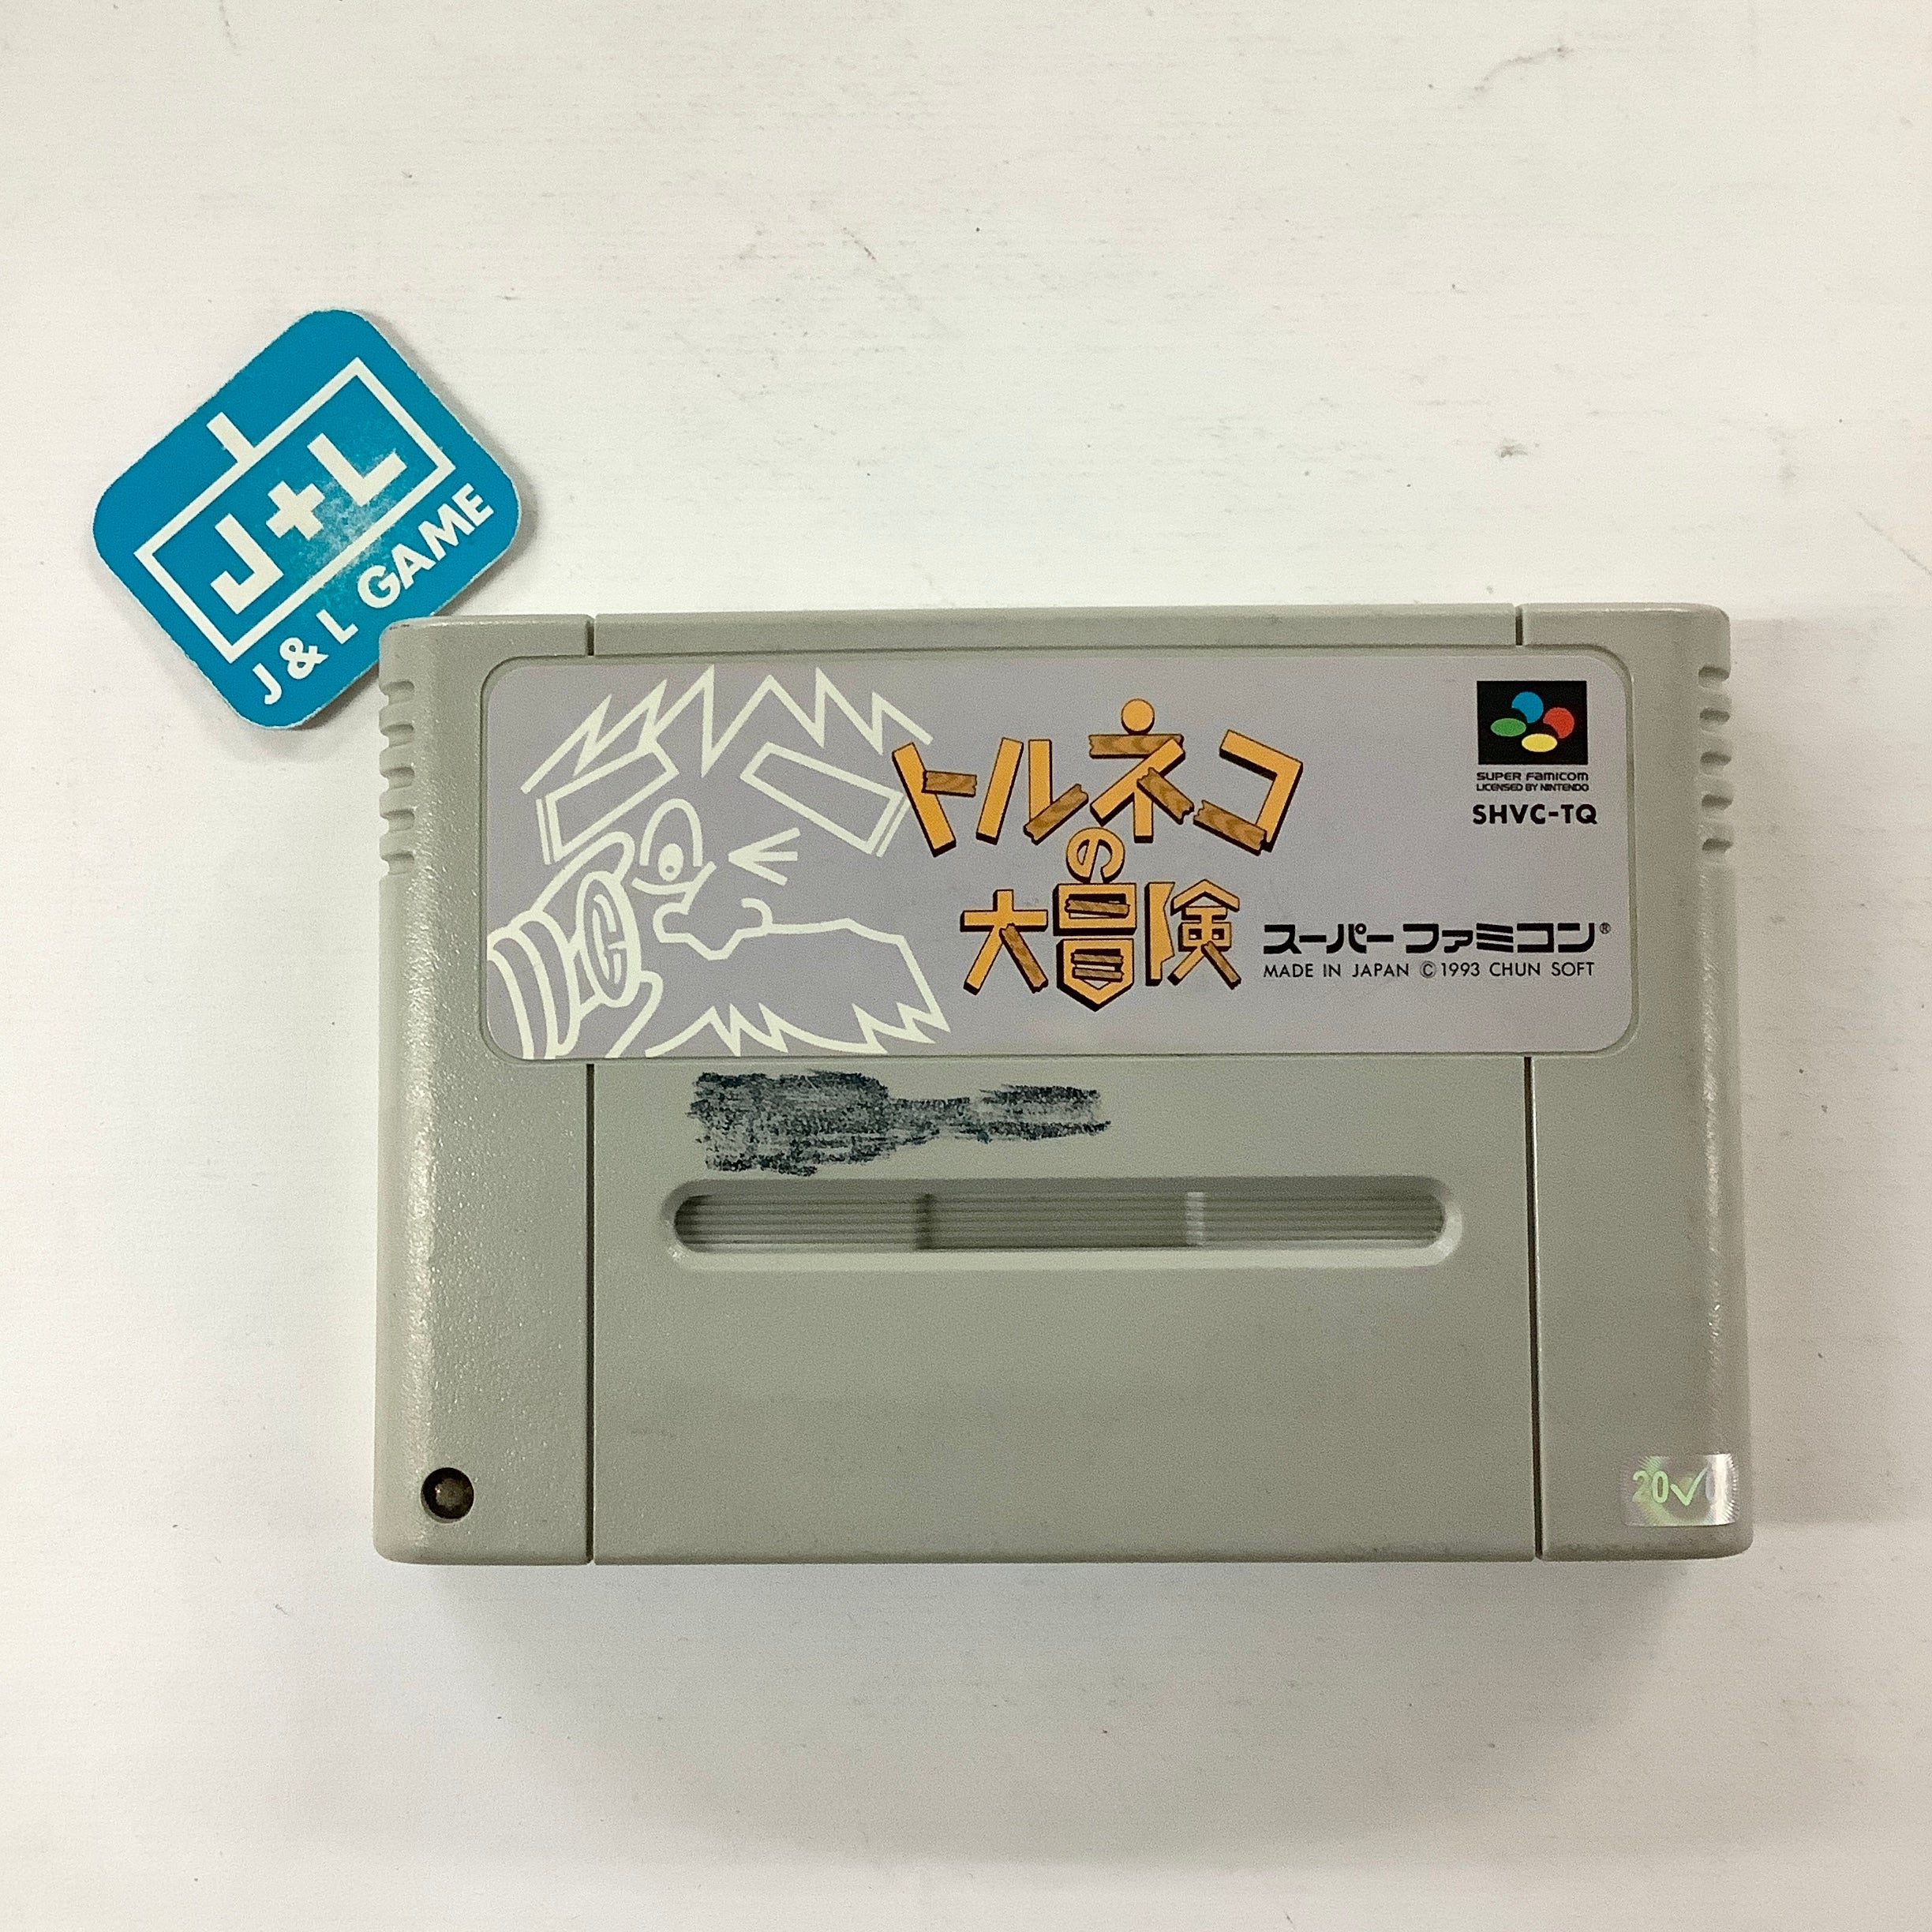 J+L
J & L GAME
トルネコ
の
大冒険
SUPER FAMICOM
LICENSED BY NINTENDO
SHVC-TQ
スーパーファミコン®
MADE IN JAPAN ©1993 CHUN SOFT
20